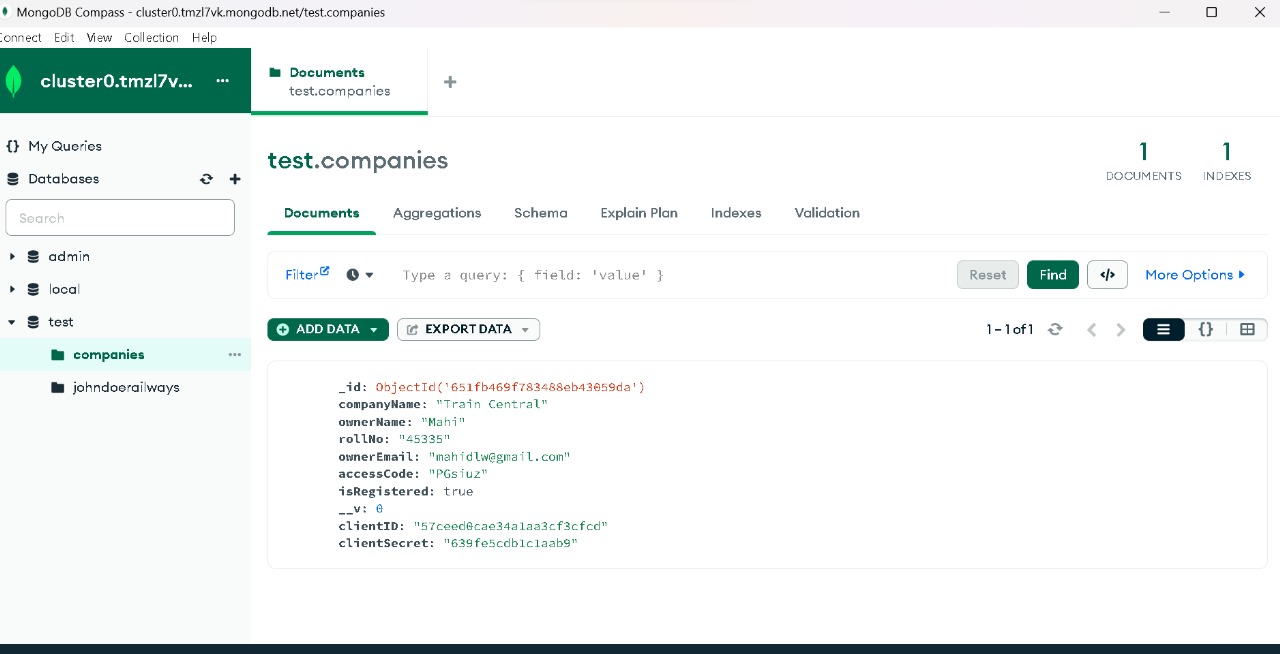 MongoDB Compass - cluster0.tmzl7vk.mongodb.net/test.companies
Connect Edit View Collection Help
cluster0.tmzl7v... ...
Documents
test.companies
+
{} My Queries
Databases
Search
admin
local
test
companies ...
johndoerailways
test.companies
1
DOCUMENTS
1
INDEXES
Documents Aggregations Schema Explain Plan Indexes Validation
Filter Type a query: { field: 'value' } Reset Find </> More Options
ADD DATA EXPORT DATA 1 – 1 of 1 {}
_id: ObjectId('651fb469f783488eb43059da')
companyName: "Train Central"
ownerName: "Mahi"
rollNo: "45335"
ownerEmail: "mahidlw@gmail.com"
accessCode: "PGsiuz"
isRegistered: true
__v: 0
clientID: "57ceed0cae34a1aa3cf3cfcd"
clientSecret: "639fe5cdb1c1aab9"